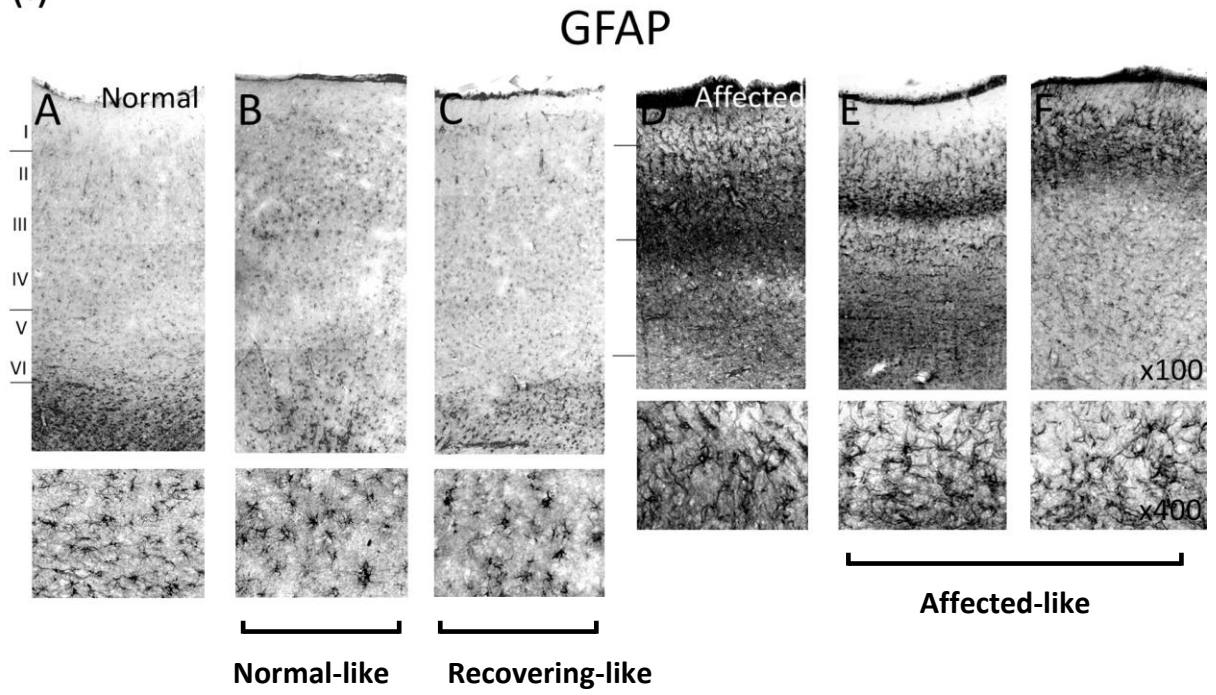 GFAP
A Normal B C D Affected E F
I
II
III
IV
V
VI
x100
x400
Affected-like
Normal-like Recovering-like